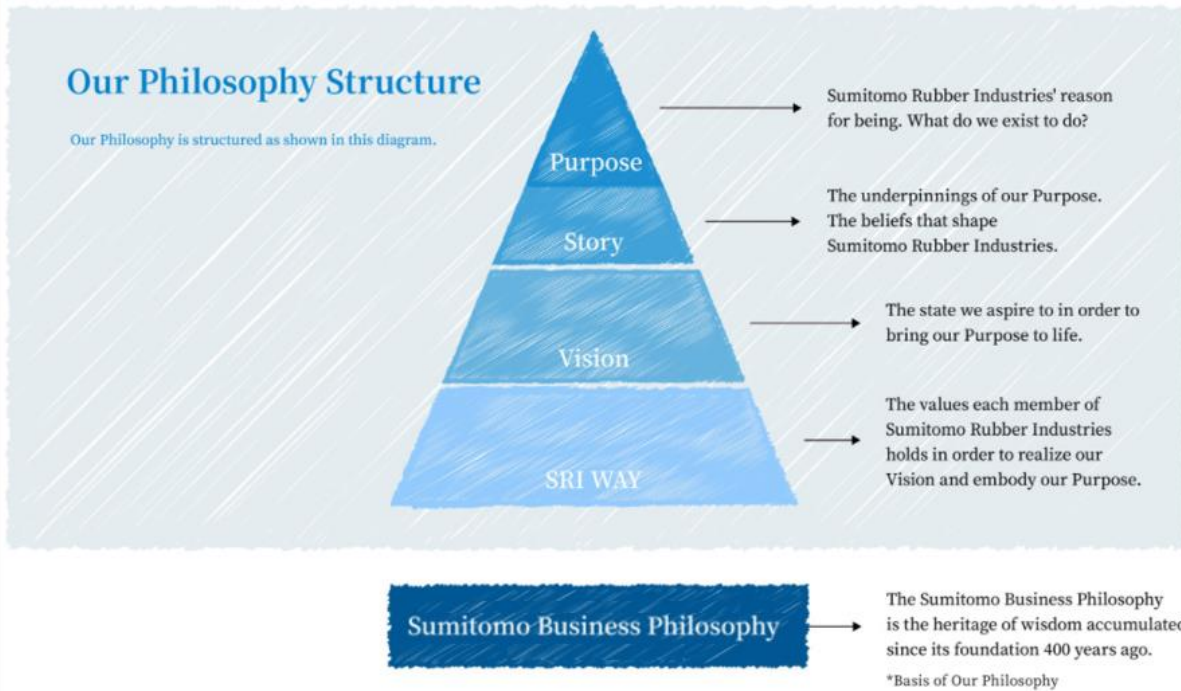 Our Philosophy Structure
Our Philosophy is structured as shown in this diagram.
Purpose
Sumitomo Rubber Industries' reason
for being. What do we exist to do?
Story
The underpinnings of our Purpose.
The beliefs that shape
Sumitomo Rubber Industries.
Vision
The state we aspire to in order to
bring our Purpose to life.
SRI WAY
The values each member of
Sumitomo Rubber Industries
holds in order to realize our
Vision and embody our Purpose.
Sumitomo Business Philosophy
The Sumitomo Business Philosophy
is the heritage of wisdom accumulated
since its foundation 400 years ago.
*Basis of Our Philosophy